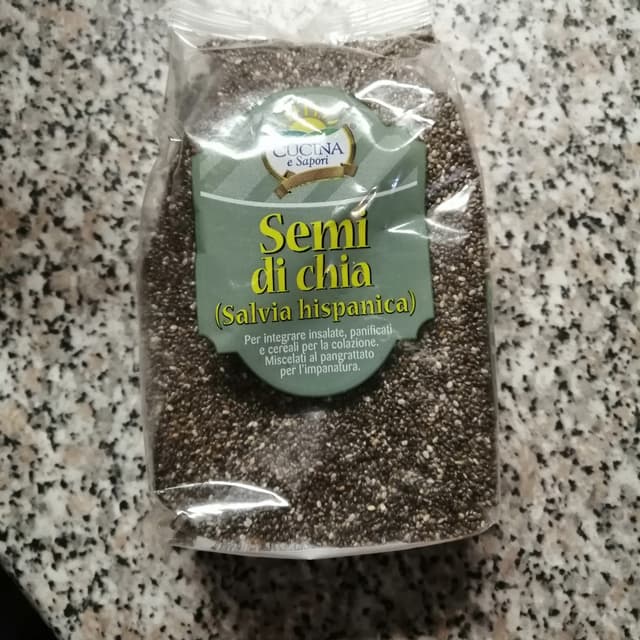 CUCINA
e Sapori
Semi
di chia
(Salvia hispanica)
Per integrare insalate, panificati
e cereali per la colazione.
Miscelati al pangrattato
per l'impanatura.